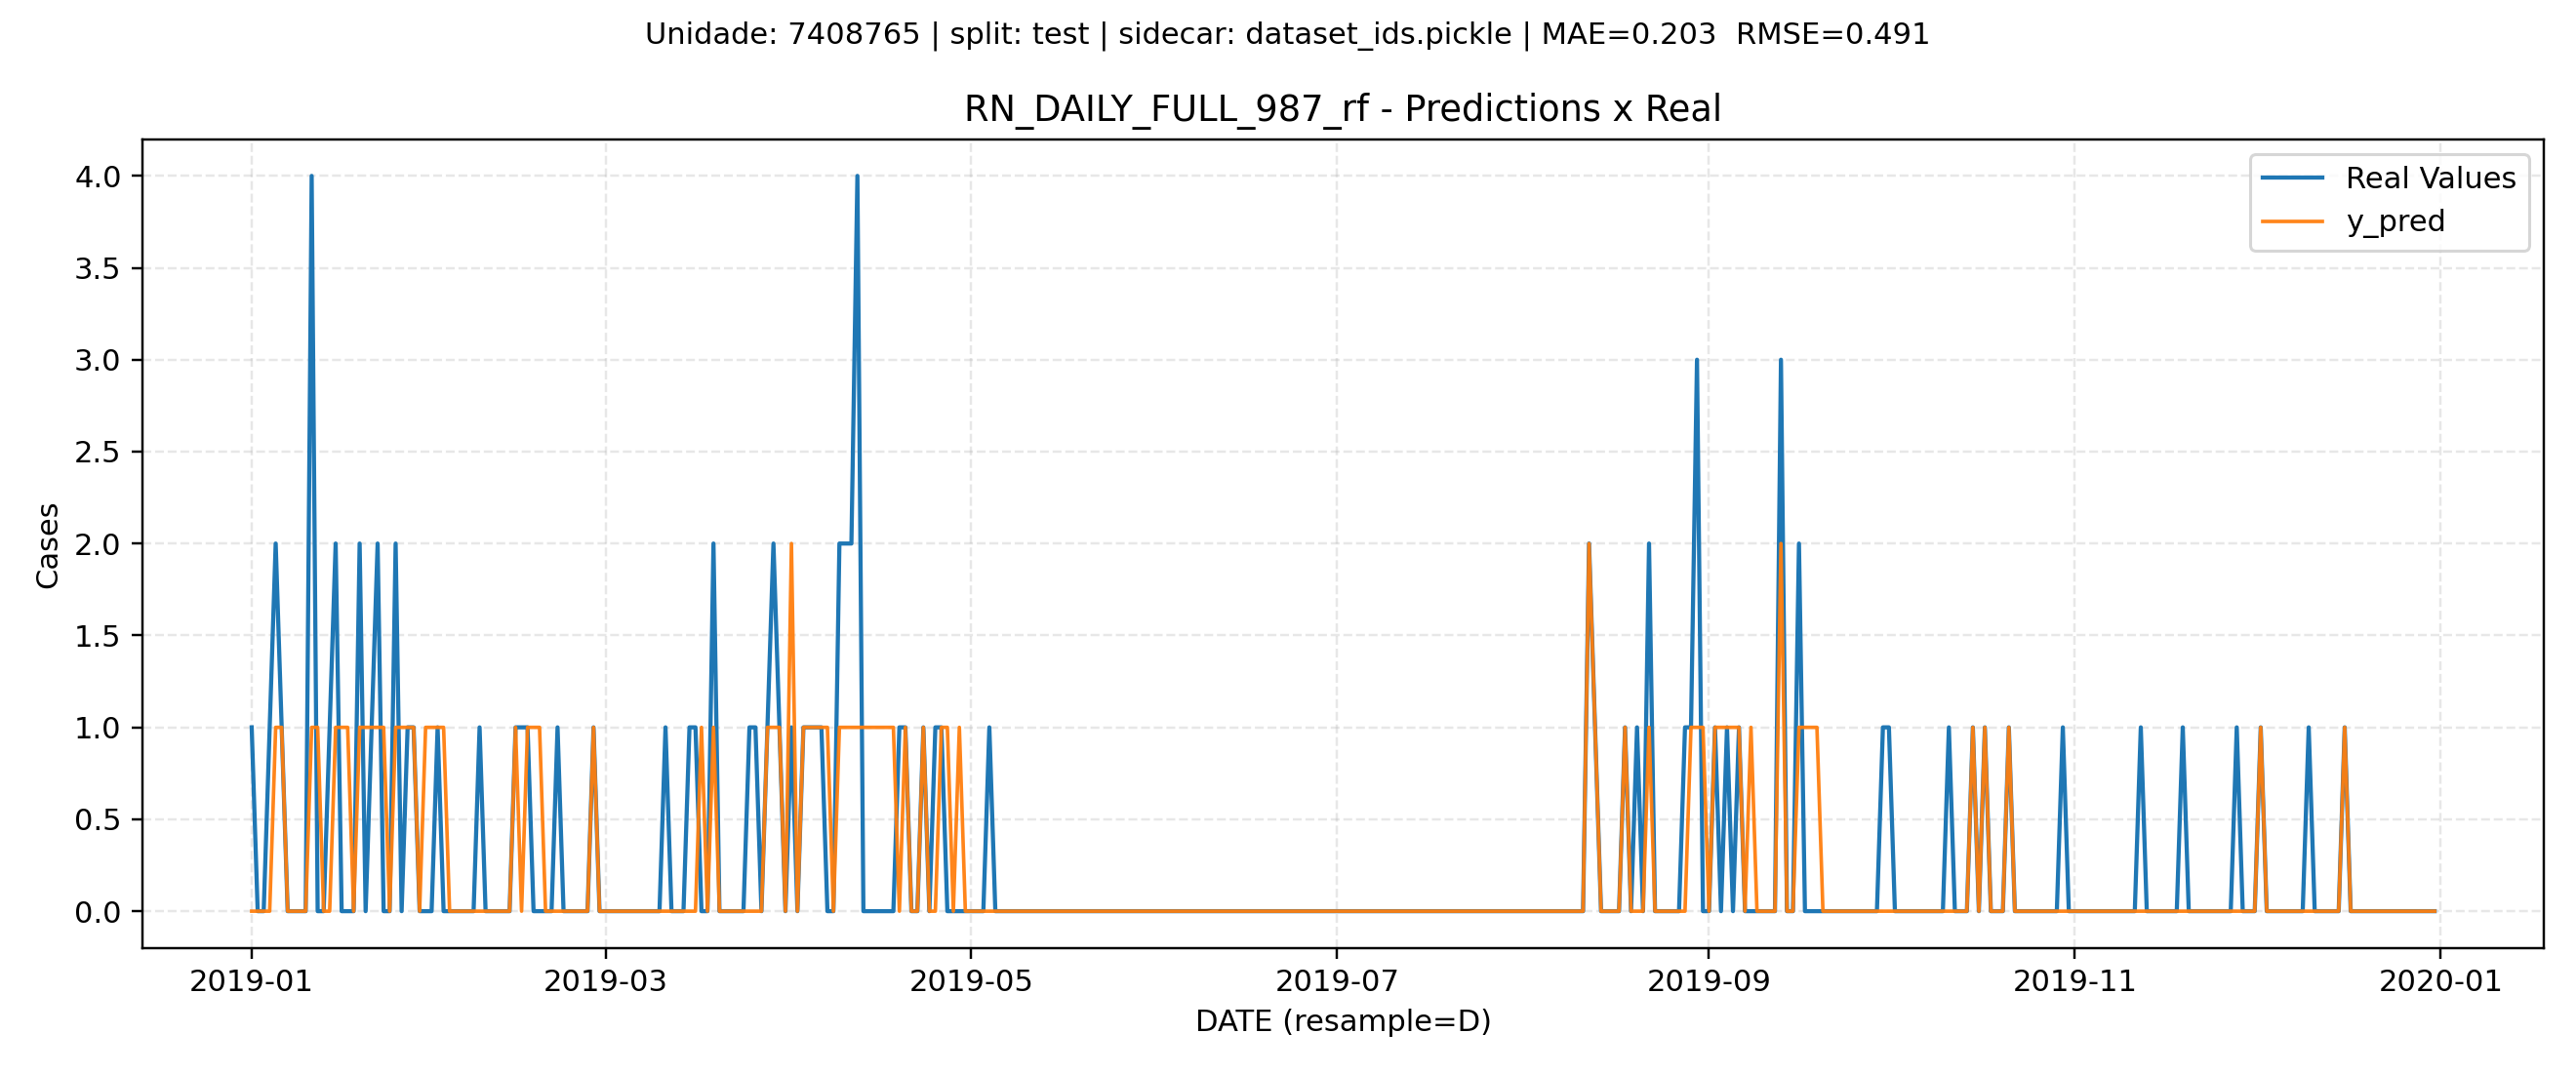 Unidade: 7408765 | split: test | sidecar: dataset_ids.pickle | MAE=0.203  RMSE=0.491
RN_DAILY_FULL_987_rf - Predictions x Real
Real Values
y_pred
Cases
4.0
3.5
3.0
2.5
2.0
1.5
1.0
0.5
0.0
2019-01
2019-03
2019-05
2019-07
2019-09
2019-11
2020-01
DATE (resample=D)